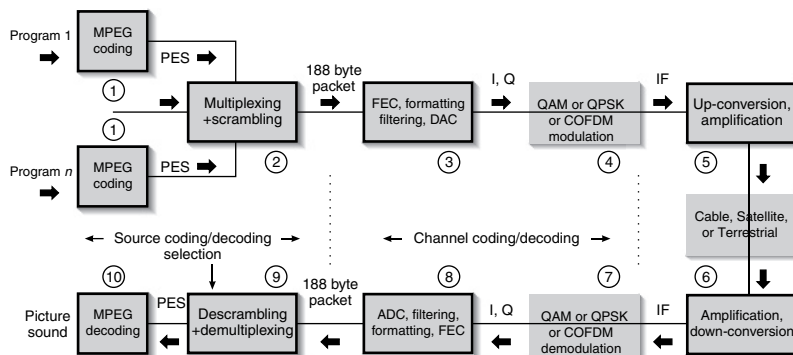 Program 1
MPEG
coding
PES
1
188 byte
packet
I, Q
IF
Multiplexing
+scrambling
FEC, formatting
filtering, DAC
QAM or QPSK
or COFDM
modulation
Up-conversion,
amplification
1
Program n
MPEG
coding
PES
2
3
4
5
Cable, Satellite,
or Terrestrial
Source coding/decoding
selection
Channel coding/decoding
10
9
8
7
6
Picture
sound
MPEG
decoding
PES
Descrambling
+demultiplexing
188 byte
packet
ADC, filtering,
formatting, FEC
I, Q
QAM or QPSK
or COFDM
demodulation
IF
Amplification,
down-conversion